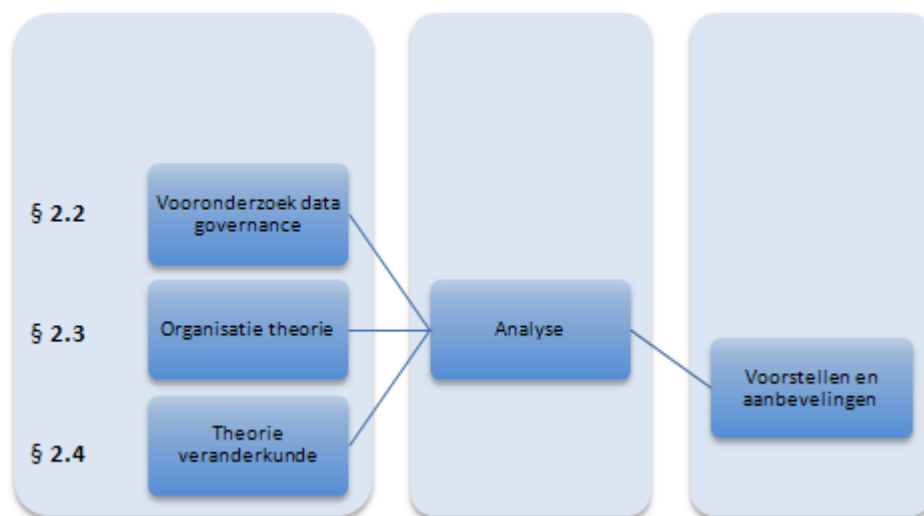 § 2.2
Vooronderzoek data
governance
§ 2.3
Organisatie theorie
§ 2.4
Theorie
veranderkunde
Analyse
Voorstellen en
aanbevelingen